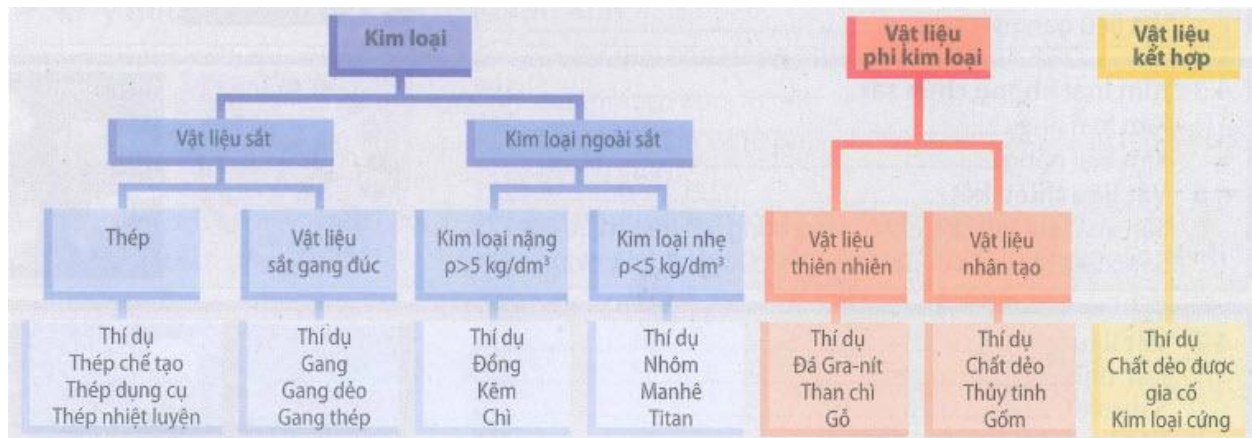 Kim loại
Vật liệu
phi kim loại
Vật liệu
kết hợp
Vật liệu sắt
Kim loại ngoài sắt
Thép
Vật liệu
sắt gang đúc
Kim loại nặng
ρ>5 kg/dm³
Kim loại nhẹ
ρ<5 kg/dm³
Vật liệu
thiên nhiên
Vật liệu
nhân tạo
Thí dụ
Thép chế tạo
Thép dụng cụ
Thép nhiệt luyện
Thí dụ
Gang
Gang dẻo
Gang thép
Thí dụ
Đồng
Kẽm
Chì
Thí dụ
Nhôm
Manhê
Titan
Thí dụ
Đá Gra-nít
Than chì
Gỗ
Thí dụ
Chất dẻo
Thủy tinh
Gốm
Thí dụ
Chất dẻo được
gia cố
Kim loại cứng